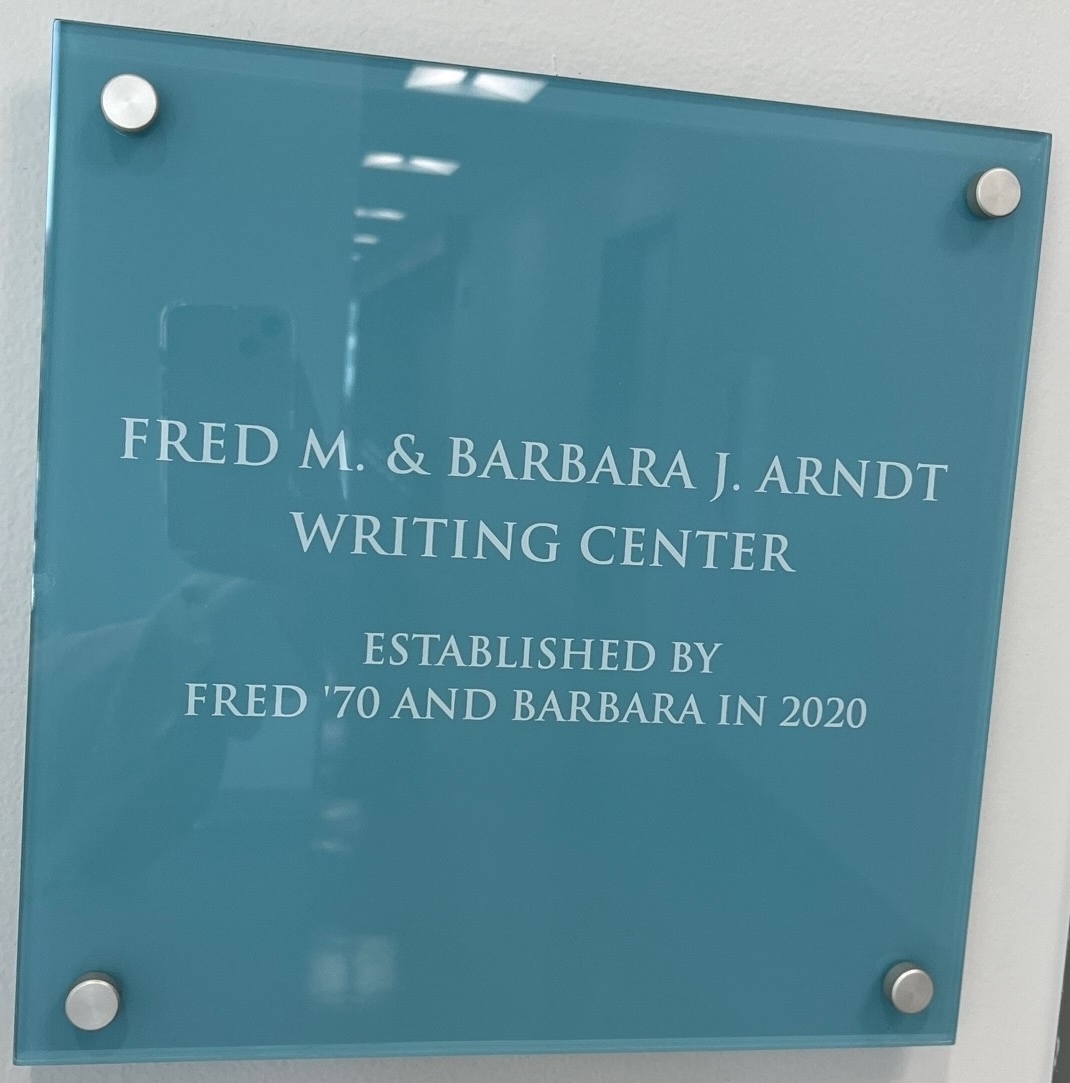 FRED M. & BARBARA J. ARNDT
WRITING CENTER
ESTABLISHED BY
FRED '70 AND BARBARA IN 2020